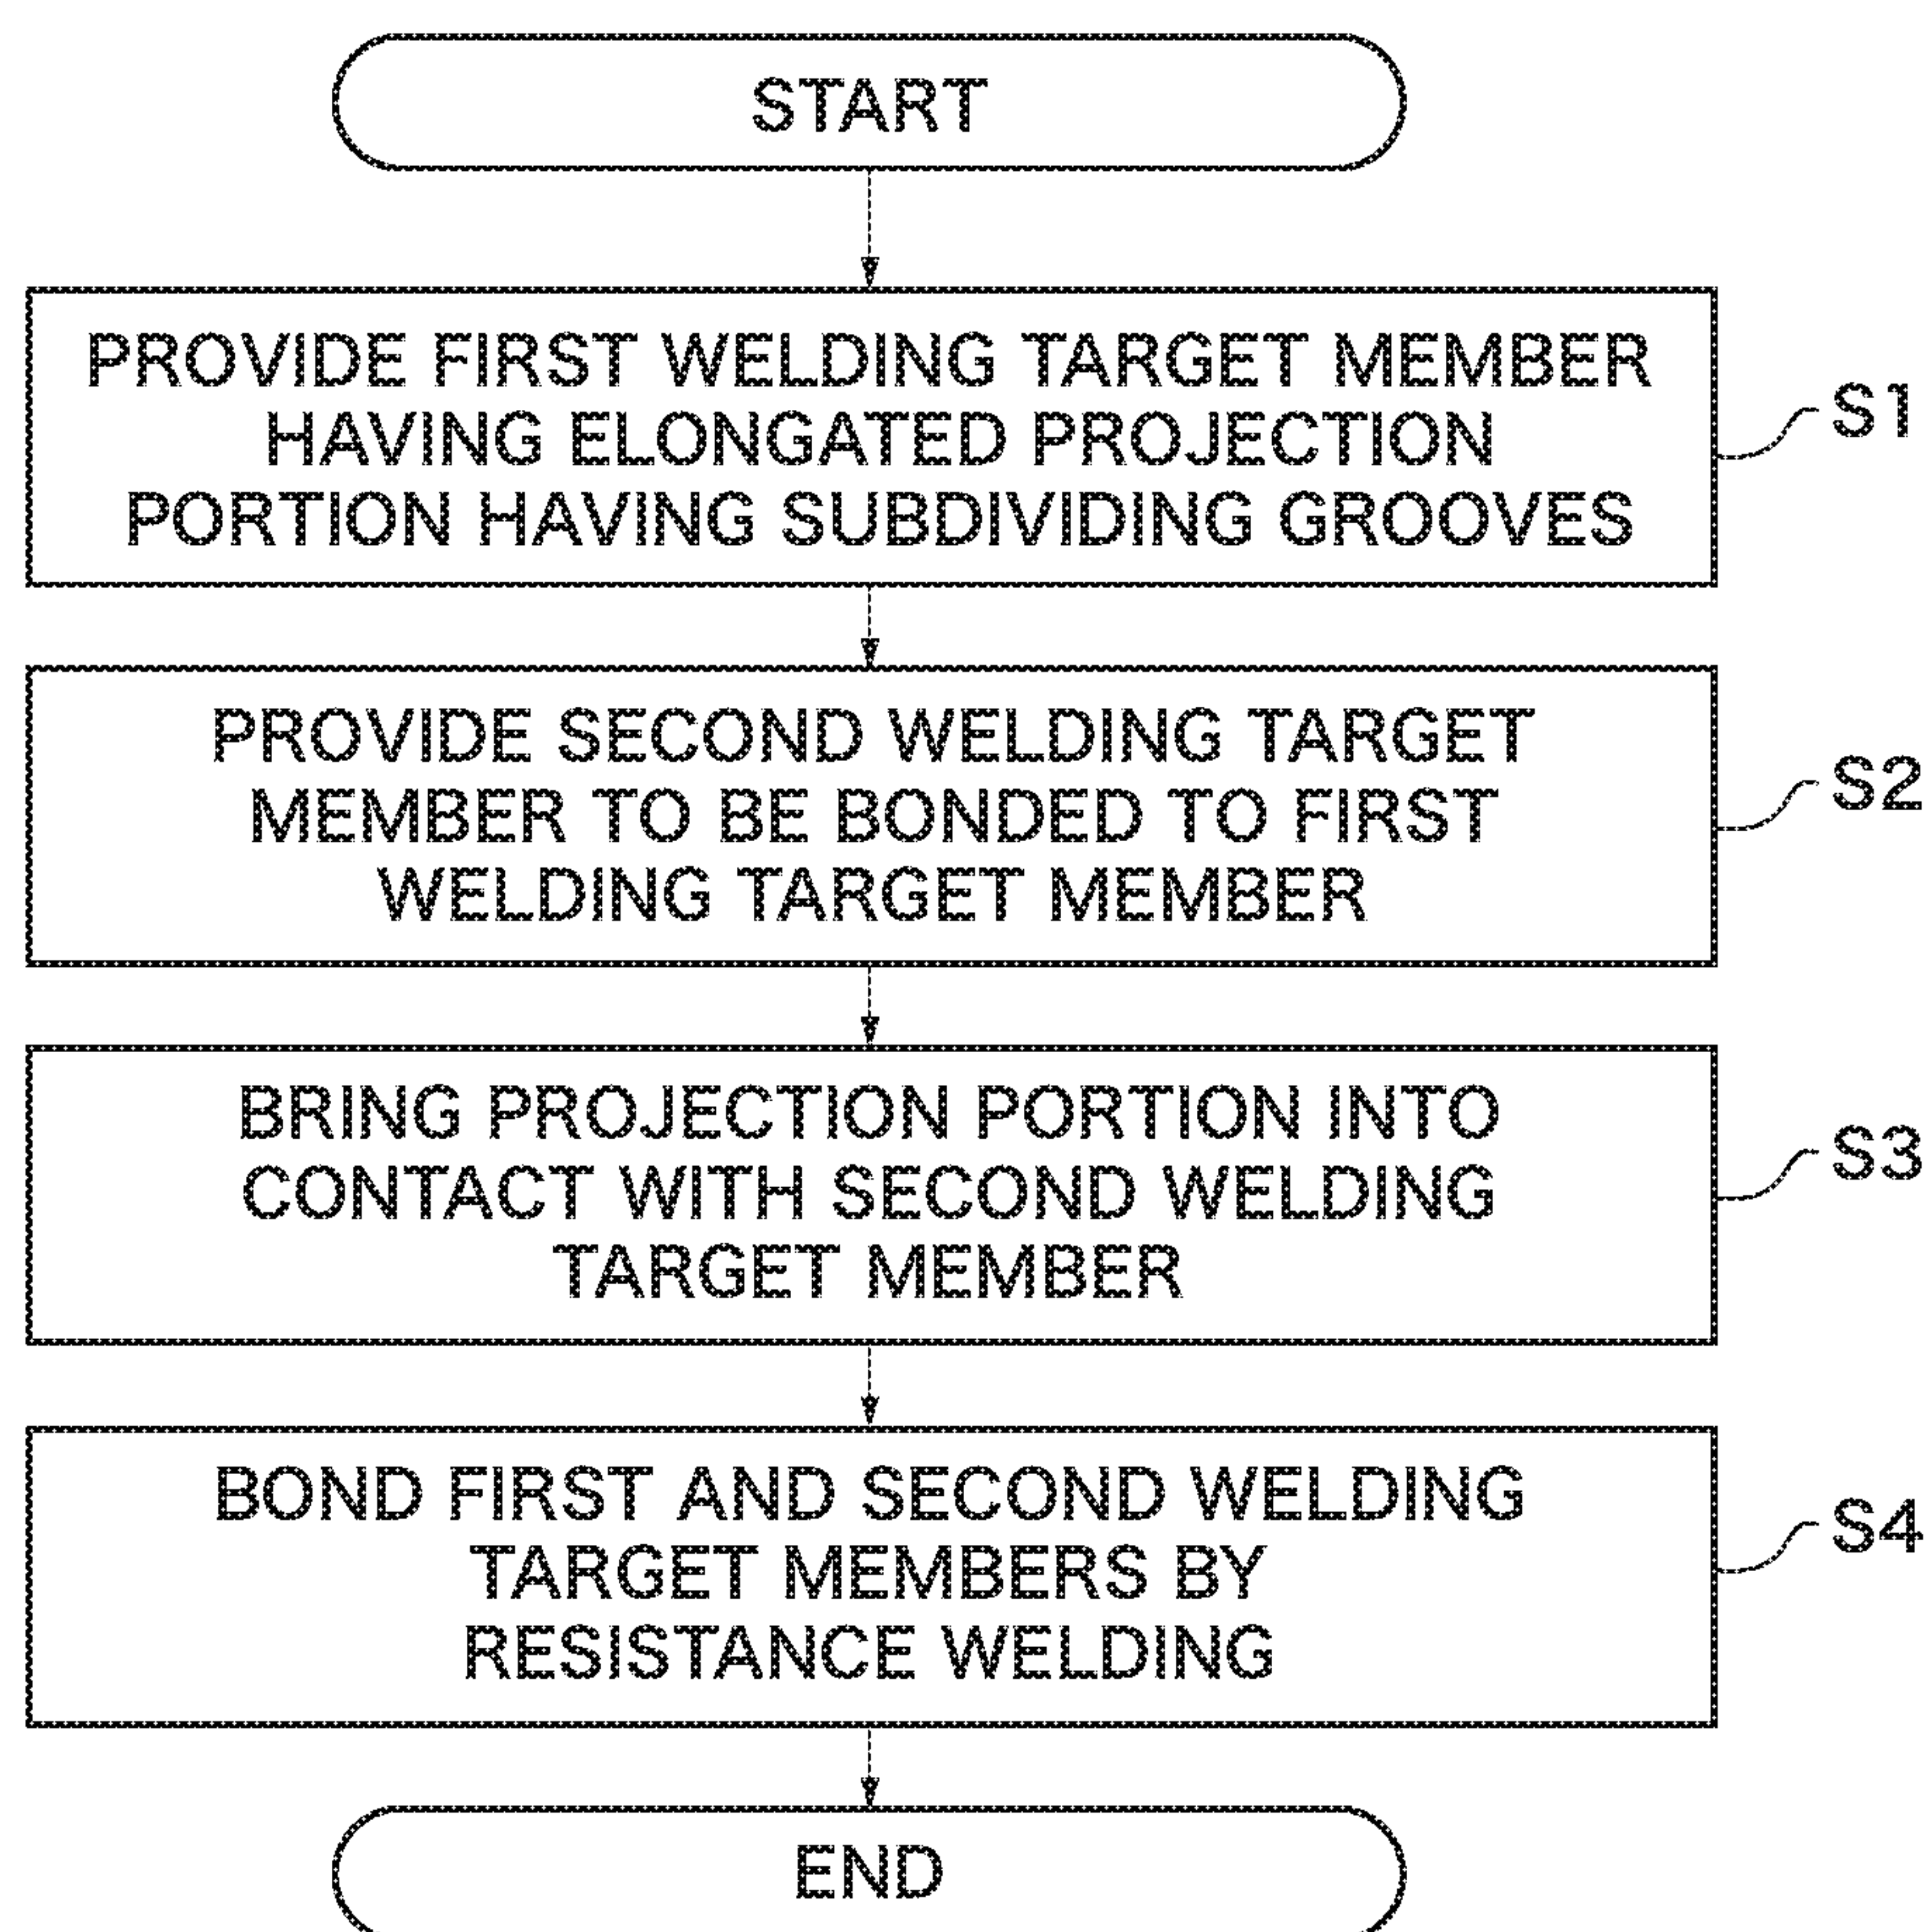 START
PROVIDE FIRST WELDING TARGET MEMBER
HAVING ELONGATED PROJECTION
PORTION HAVING SUBDIVIDING GROOVES
S1
PROVIDE SECOND WELDING TARGET
MEMBER TO BE BONDED TO FIRST
WELDING TARGET MEMBER
S2
BRING PROJECTION PORTION INTO
CONTACT WITH SECOND WELDING
TARGET MEMBER
S3
BOND FIRST AND SECOND WELDING
TARGET MEMBERS BY
RESISTANCE WELDING
S4
END